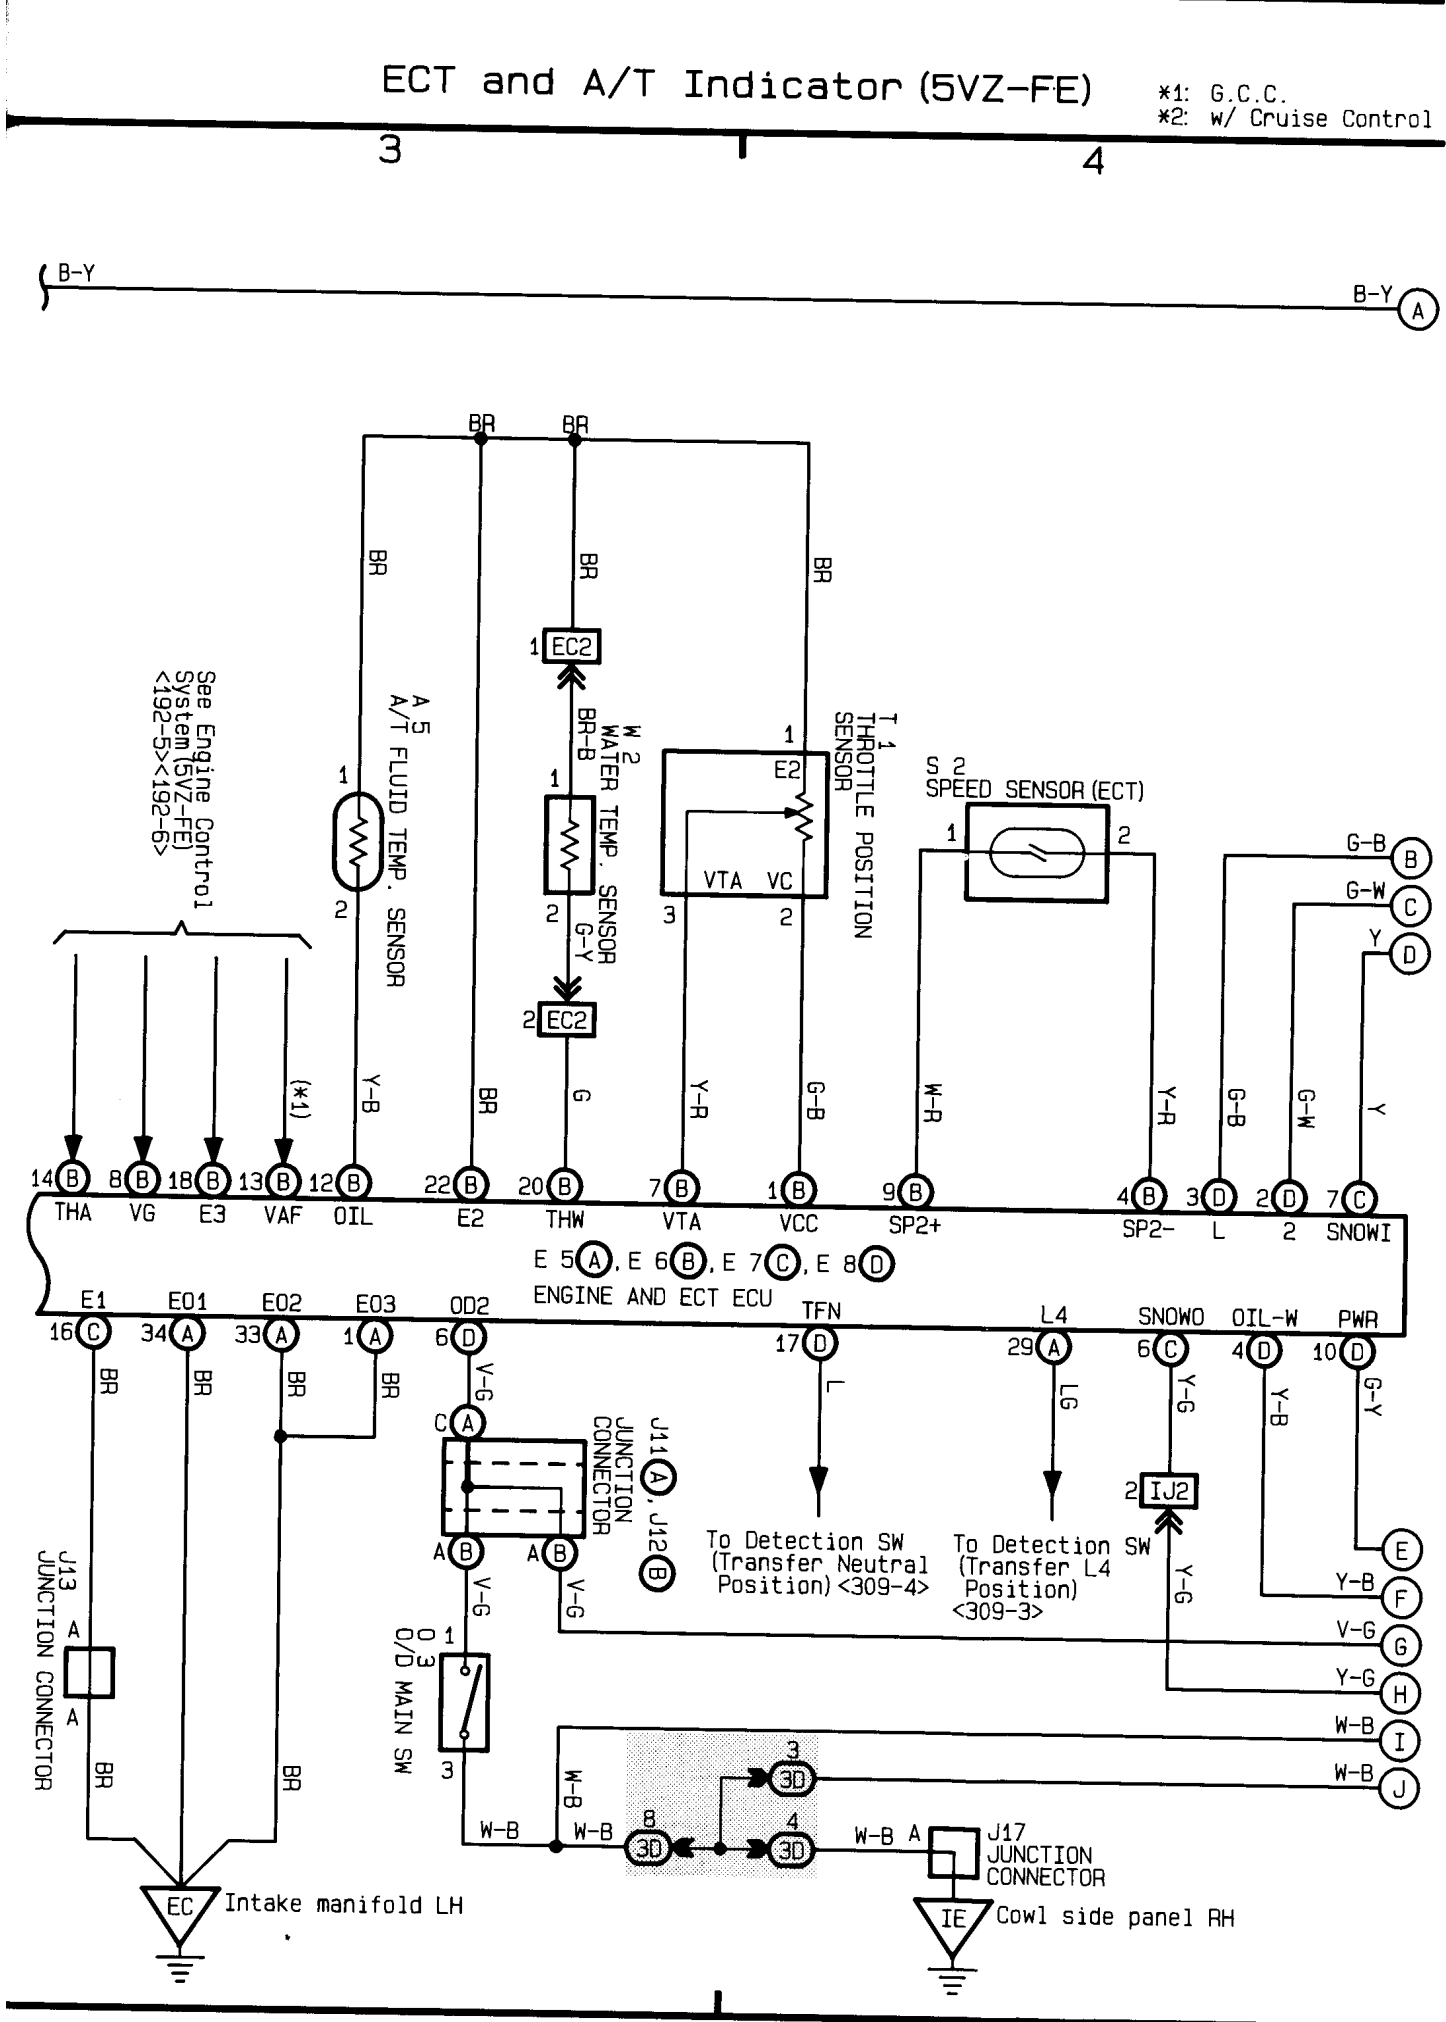 ECT and A/T Indicator (5VZ-FE)
*1: G.C.C.
*2: w/ Cruise Control
3
4
B-Y
B-Y
A
BR
BR
BR
BR
BR
1 EC2
BR-B
See Engine Control
System (5VZ-FE)
<192-5><192-6>
A 5
A/T FLUID TEMP. SENSOR
1
2
W 2
WATER TEMP. SENSOR
1
2
G-Y
2 EC2
T 1
THROTTLE POSITION
SENSOR
1
E2
VTA VC
3
2
S 2
SPEED SENSOR (ECT)
1
2
G-B B
G-W C
Y D
(*1)
Y-B
BR
G
Y-R
G-B
W-R
Y-R
G-B
G-W
Y
14 B 8 B 18 B 13 B 12 B 22 B 20 B 7 B 1 B 9 B 4 B 3 D 2 D 7 C
THA VG E3 VAF OIL E2 THW VTA VCC SP2+ SP2- L 2 SNOWI
E 5 A, E 6 B, E 7 C, E 8 D
ENGINE AND ECT ECU
E1 E01 E02 E03 OD2 TFN L4 SNOWO OIL-W PWR
16 C 34 A 33 A 1 A 6 D 17 D 29 A 6 C 4 D 10 D
BR
BR
BR
BR
V-G
L
LG
Y-G
Y-B
G-Y
C A
J11 A, J12 B
JUNCTION
CONNECTOR
A B A B
2 IJ2
To Detection SW
(Transfer Neutral
Position) <309-4>
To Detection SW
(Transfer L4
Position)
<309-3>
V-G
V-G
Y-G
E
Y-B F
V-G G
Y-G H
W-B I
W-B J
J13
JUNCTION CONNECTOR
A
A
BR
BR
O 3
O/D MAIN SW
1
3
W-B
W-B
W-B
3
3D
8
3D
4
3D
W-B A
J17
JUNCTION
CONNECTOR
EC Intake manifold LH
IE Cowl side panel RH